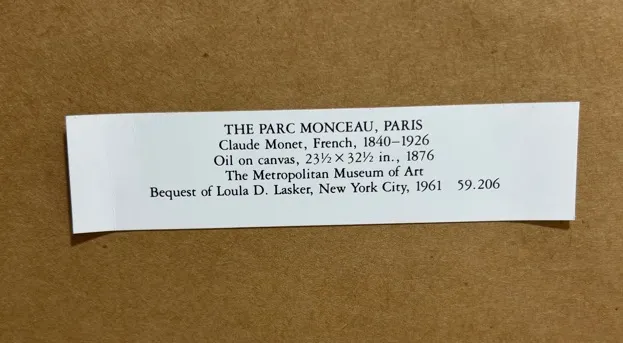 THE PARC MONCEAU, PARIS
Claude Monet, French, 1840–1926
Oil on canvas, 23½ × 32½ in., 1876
The Metropolitan Museum of Art
Bequest of Loula D. Lasker, New York City, 1961 59.206